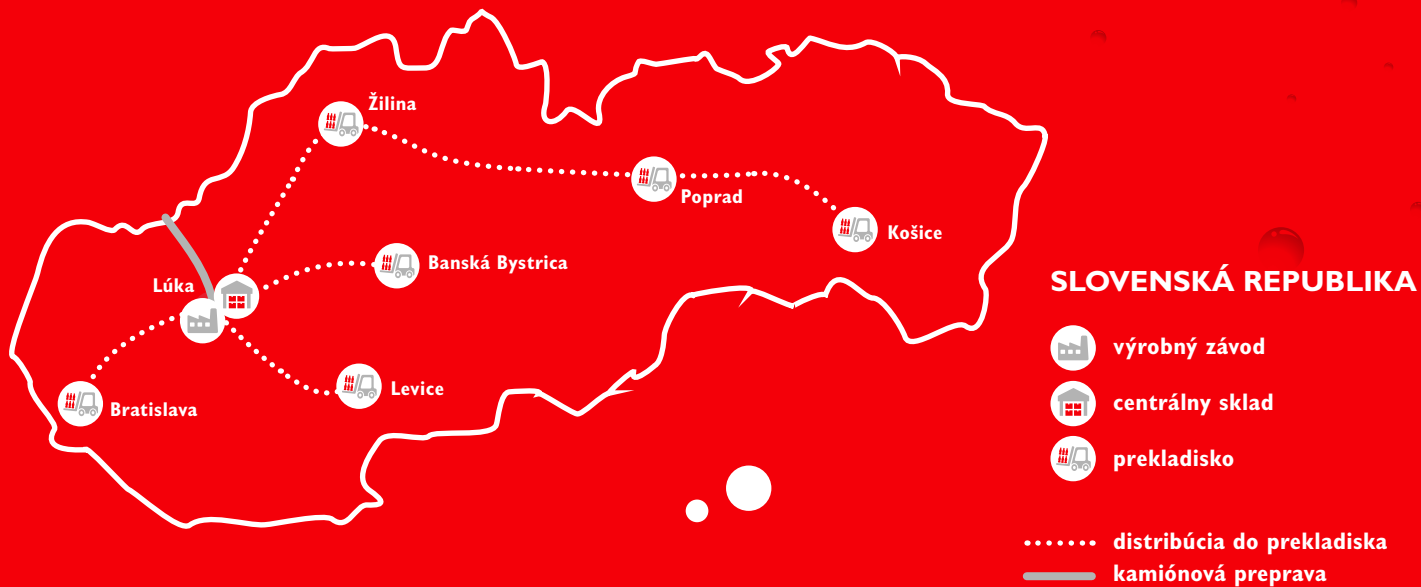 Žilina
Poprad
Košice
Banská Bystrica
Lúka
Levice
Bratislava
SLOVENSKÁ REPUBLIKA
výrobný závod
centrálny sklad
prekladisko
distribúcia do prekladiska
kamiónová preprava